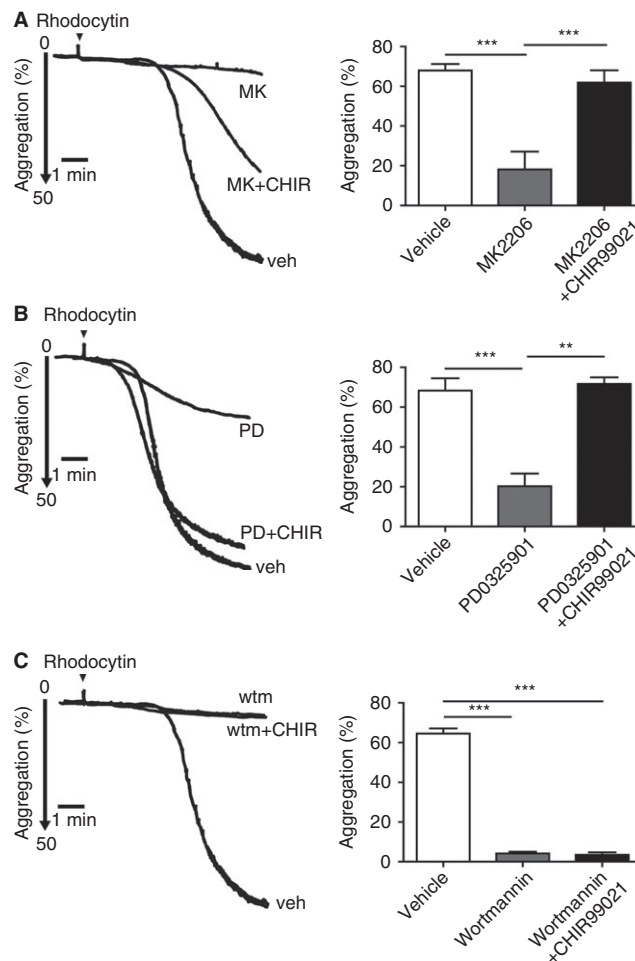 A
Rhodocytin
0
Aggregation (%)
50
1 min
MK
MK+CHIR
veh
Aggregation (%)
80
60
40
20
0
***
***
Vehicle
MK2206
MK2206
+CHIR99021
B
Rhodocytin
0
Aggregation (%)
50
1 min
PD
PD+CHIR
veh
Aggregation (%)
80
60
40
20
0
***
**
Vehicle
PD0325901
PD0325901
+CHIR99021
C
Rhodocytin
0
Aggregation (%)
50
1 min
wtm
wtm+CHIR
veh
Aggregation (%)
80
60
40
20
0
***
***
Vehicle
Wortmannin
Wortmannin
+CHIR99021